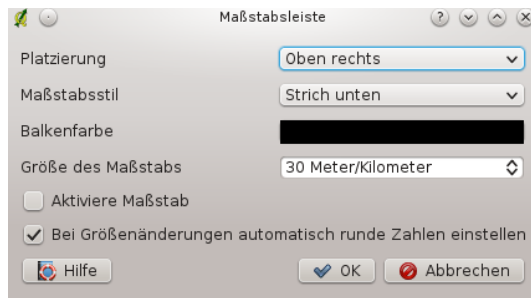 Maßstabsleiste
Platzierung Oben rechts
Maßstabsstil Strich unten
Balkenfarbe
Größe des Maßstabs 30 Meter/Kilometer
Aktiviere Maßstab
Bei Größenänderungen automatisch runde Zahlen einstellen
Hilfe OK Abbrechen